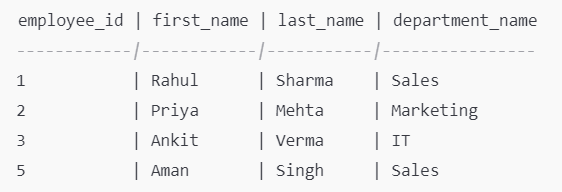 employee_id | first_name | last_name | department_name
------------/------------/-----------/----------------
1           | Rahul      | Sharma    | Sales
2           | Priya      | Mehta     | Marketing
3           | Ankit      | Verma     | IT
5           | Aman       | Singh     | Sales